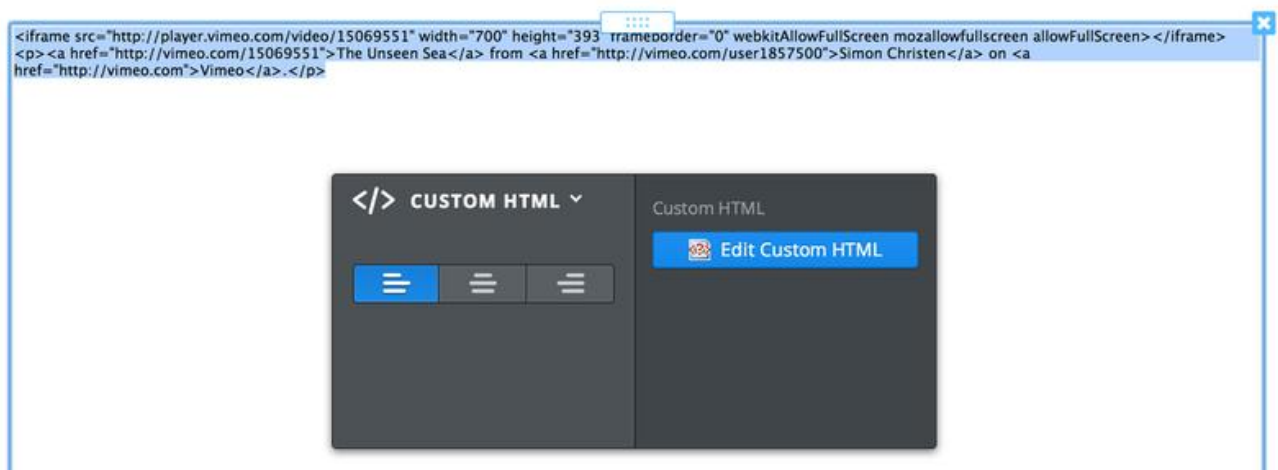 <iframe src="http://player.vimeo.com/video/15069551" width="700" height="393" frameborder="0" webkitAllowFullScreen mozallowfullscreen allowFullScreen></iframe>
<p><a href="http://vimeo.com/15069551">The Unseen Sea</a> from <a href="http://vimeo.com/user1857500">Simon Christen</a> on <a
href="http://vimeo.com">Vimeo</a>.</p>
</> CUSTOM HTML
Custom HTML
Edit Custom HTML